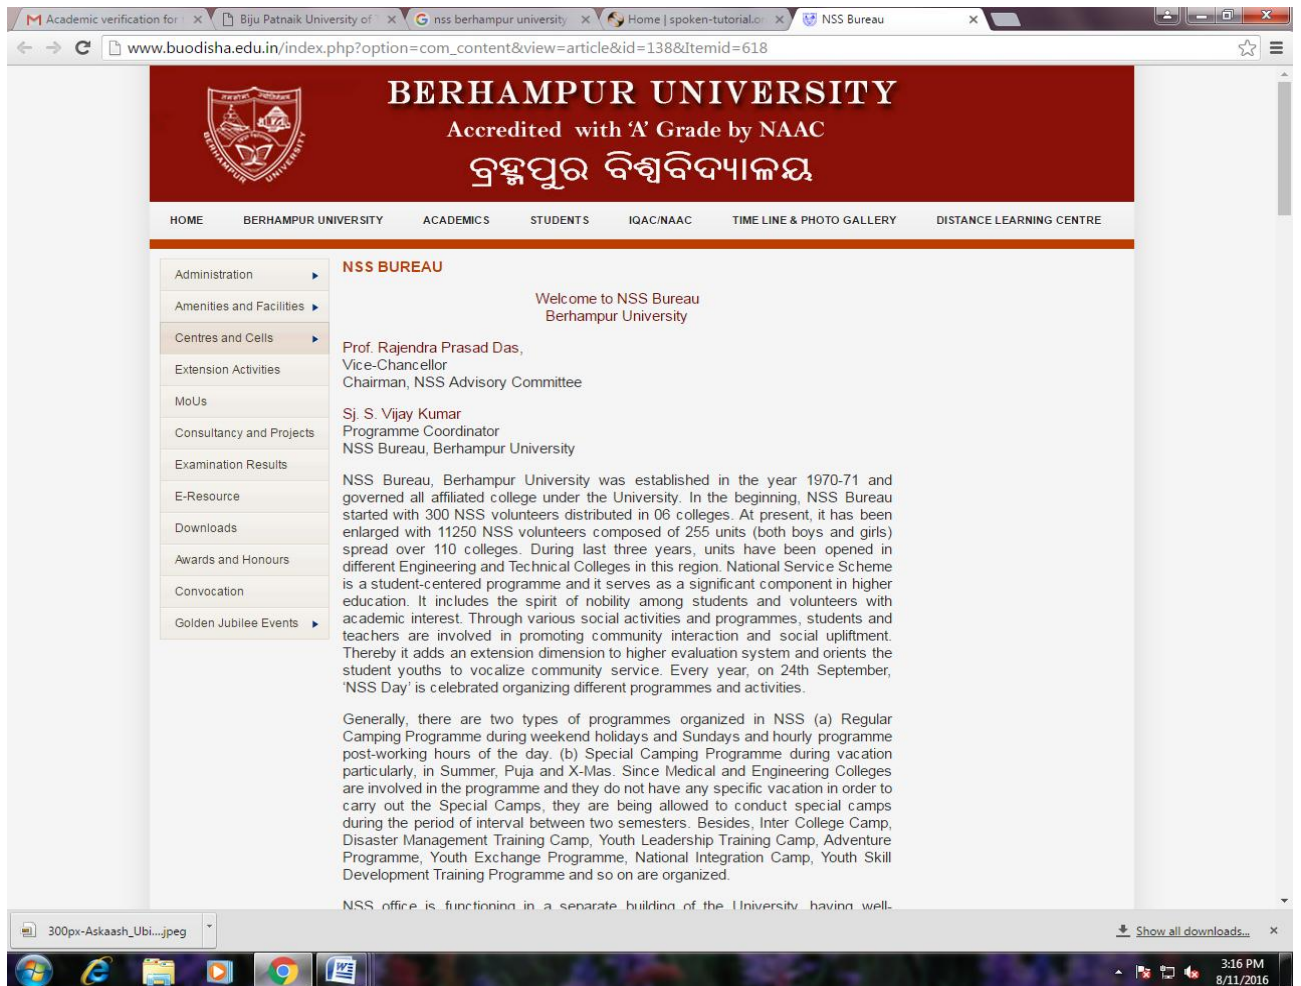 Academic verification for
Biju Patnaik University of T
nss berhampur university
Home | spoken-tutorial.o
NSS Bureau
www.buodisha.edu.in/index.php?option=com_content&view=article&id=138&Itemid=618
BERHAMPUR UNIVERSITY
Accredited with 'A' Grade by NAAC
ବ୍ରହ୍ମପୁର ବିଶ୍ୱବିଦ୍ୟାଳୟ
BERHAMPUR UNIVERSITY
HOME BERHAMPUR UNIVERSITY ACADEMICS STUDENTS IQAC/NAAC TIME LINE & PHOTO GALLERY DISTANCE LEARNING CENTRE
Administration
Amenities and Facilities
Centres and Cells
Extension Activities
MoUs
Consultancy and Projects
Examination Results
E-Resource
Downloads
Awards and Honours
Convocation
Golden Jubilee Events
NSS BUREAU
Welcome to NSS Bureau
Berhampur University
Prof. Rajendra Prasad Das,
Vice-Chancellor
Chairman, NSS Advisory Committee
Sj. S. Vijay Kumar
Programme Coordinator
NSS Bureau, Berhampur University
NSS Bureau, Berhampur University was established in the year 1970-71 and
governed all affiliated college under the University. In the beginning, NSS Bureau
started with 300 NSS volunteers distributed in 06 colleges. At present, it has been
enlarged with 11250 NSS volunteers composed of 255 units (both boys and girls)
spread over 110 colleges. During last three years, units have been opened in
different Engineering and Technical Colleges in this region. National Service Scheme
is a student-centered programme and it serves as a significant component in higher
education. It includes the spirit of nobility among students and volunteers with
academic interest. Through various social activities and programmes, students and
teachers are involved in promoting community interaction and social upliftment.
Thereby it adds an extension dimension to higher evaluation system and orients the
student youths to vocalize community service. Every year, on 24th September,
'NSS Day' is celebrated organizing different programmes and activities.
Generally, there are two types of programmes organized in NSS (a) Regular
Camping Programme during weekend holidays and Sundays and hourly programme
post-working hours of the day. (b) Special Camping Programme during vacation
particularly, in Summer, Puja and X-Mas. Since Medical and Engineering Colleges
are involved in the programme and they do not have any specific vacation in order to
carry out the Special Camps, they are being allowed to conduct special camps
during the period of interval between two semesters. Besides, Inter College Camp,
Disaster Management Training Camp, Youth Leadership Training Camp, Adventure
Programme, Youth Exchange Programme, National Integration Camp, Youth Skill
Development Training Programme and so on are organized.
NSS office is functioning in a separate building of the University, having well-
300px-Askaash_Ubi....jpeg
Show all downloads...
3:16 PM
8/11/2016